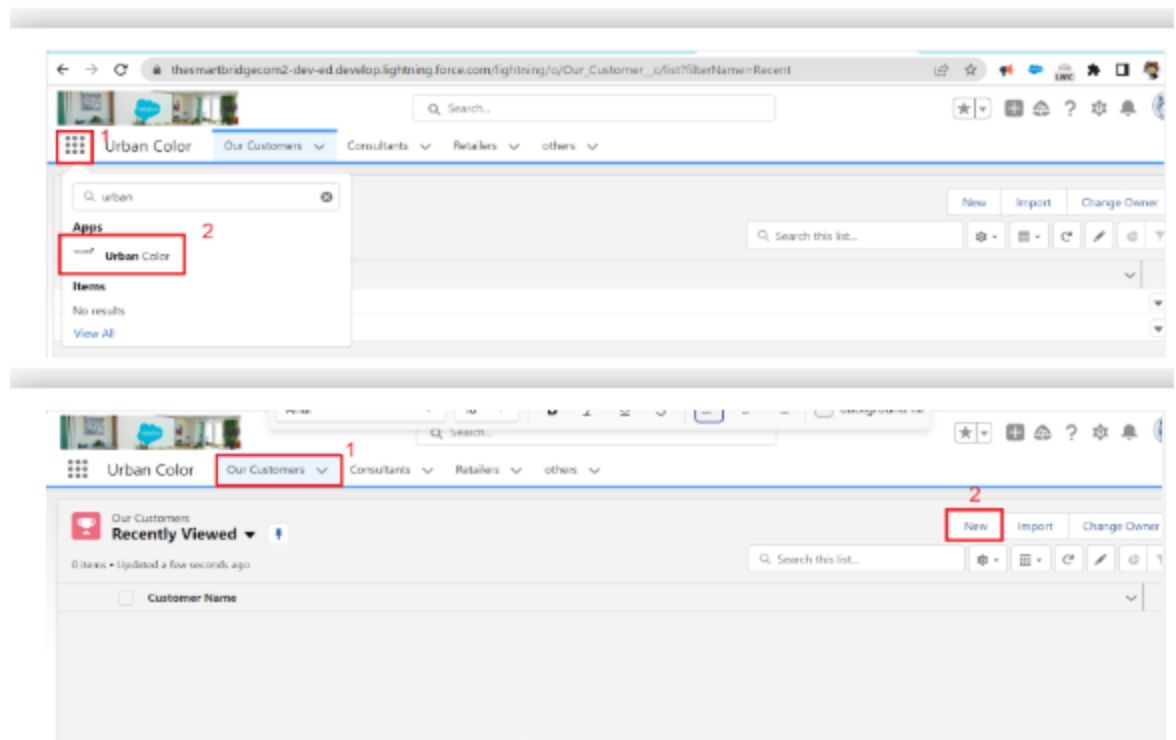 thesmartbridgecom2-dev-ed.develop.lightning.force.com/lightning/o/Our_Customer__c/list?filterName=Recent
Search...
1
Urban Color Our Customers Consultants Retailers others
urban
New Import Change Owner
Apps
2
Search this list...
Urban Color
Items
No results
View All
Search...
1
Urban Color Our Customers Consultants Retailers others
2
Our Customers
Recently Viewed
New Import Change Owner
0 items • Updated a few seconds ago
Search this list...
Customer Name